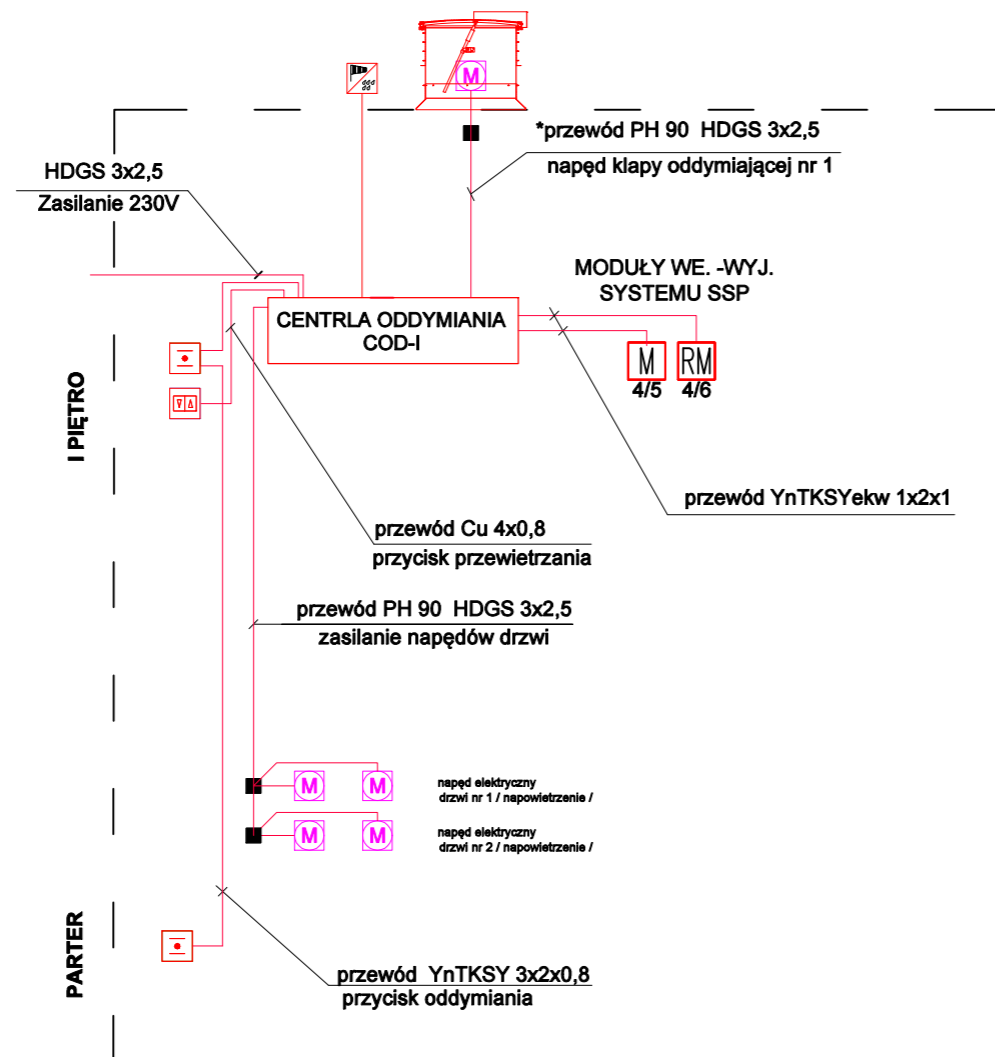 M
*przewód PH 90 HDGS 3x2,5
napęd klapy oddymiającej nr 1
HDGS 3x2,5
Zasilanie 230V
MODUŁY WE. -WYJ.
SYSTEMU SSP
CENTRLA ODDYMIANIA
COD-I
M RM
4/5 4/6
I PIĘTRO
przewód YnTKSYekw 1x2x1
przewód Cu 4x0,8
przycisk przewietrzania
przewód PH 90 HDGS 3x2,5
zasilanie napędów drzwi
M M
napęd elektryczny
drzwi nr 1 / napowietrzenie /
M M
napęd elektryczny
drzwi nr 2 / napowietrzenie /
PARTER
przewód YnTKSY 3x2x0,8
przycisk oddymiania